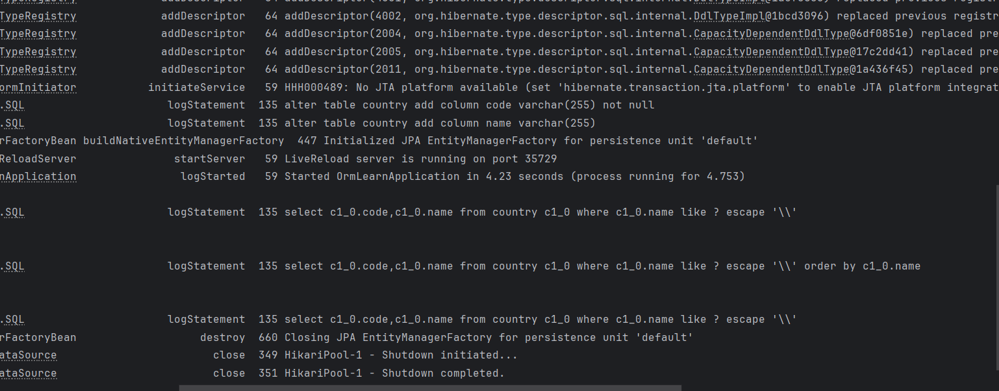 TypeRegistry addDescriptor 64 addDescriptor(4002, org.hibernate.type.descriptor.sql.internal.DdlTypeImpl@1bcd3096) replaced previous registr
TypeRegistry addDescriptor 64 addDescriptor(2004, org.hibernate.type.descriptor.sql.internal.CapacityDependentDdlType@6df0851e) replaced pre
TypeRegistry addDescriptor 64 addDescriptor(2005, org.hibernate.type.descriptor.sql.internal.CapacityDependentDdlType@17c2dd41) replaced pre
TypeRegistry addDescriptor 64 addDescriptor(2011, org.hibernate.type.descriptor.sql.internal.CapacityDependentDdlType@1a436f45) replaced pre
ormInitiator initiateService 59 HHH000489: No JTA platform available (set 'hibernate.transaction.jta.platform' to enable JTA platform integrat
.SQL logStatement 135 alter table country add column code varchar(255) not null
.SQL logStatement 135 alter table country add column name varchar(255)
rFactoryBean buildNativeEntityManagerFactory 447 Initialized JPA EntityManagerFactory for persistence unit 'default'
ReloadServer startServer 59 LiveReload server is running on port 35729
nApplication logStarted 59 Started OrmLearnApplication in 4.23 seconds (process running for 4.753)
.SQL logStatement 135 select c1_0.code,c1_0.name from country c1_0 where c1_0.name like ? escape '\\'
.SQL logStatement 135 select c1_0.code,c1_0.name from country c1_0 where c1_0.name like ? escape '\\' order by c1_0.name
.SQL logStatement 135 select c1_0.code,c1_0.name from country c1_0 where c1_0.name like ? escape '\\'
rFactoryBean destroy 660 Closing JPA EntityManagerFactory for persistence unit 'default'
ataSource close 349 HikariPool-1 - Shutdown initiated...
ataSource close 351 HikariPool-1 - Shutdown completed.